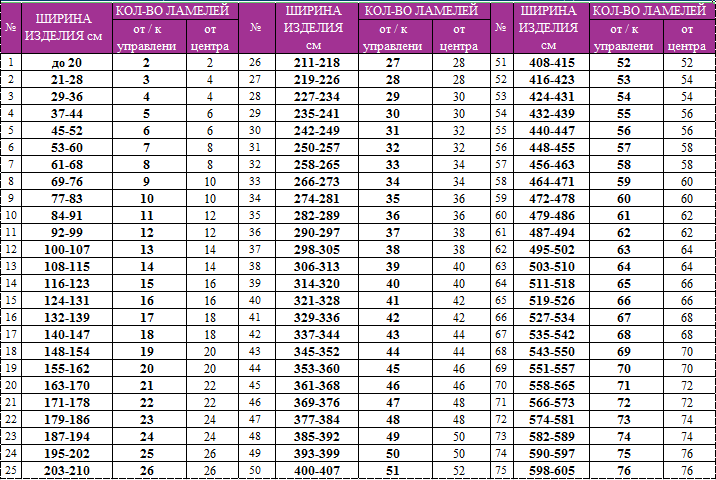 № ШИРИНА ИЗДЕЛИЯ см КОЛ-ВО ЛАМЕЛЕЙ № ШИРИНА ИЗДЕЛИЯ см КОЛ-ВО ЛАМЕЛЕЙ № ШИРИНА ИЗДЕЛИЯ см КОЛ-ВО ЛАМЕЛЕЙ
от / к управлени от центра от / к управлени от центра от / к управлени от центра
1 до 20 2 2 26 211-218 27 28 51 408-415 52 52
2 21-28 3 4 27 219-226 28 28 52 416-423 53 54
3 29-36 4 4 28 227-234 29 30 53 424-431 54 54
4 37-44 5 6 29 235-241 30 30 54 432-439 55 56
5 45-52 6 6 30 242-249 31 32 55 440-447 56 56
6 53-60 7 8 31 250-257 32 32 56 448-455 57 58
7 61-68 8 8 32 258-265 33 34 57 456-463 58 58
8 69-76 9 10 33 266-273 34 34 58 464-471 59 60
9 77-83 10 10 34 274-281 35 36 59 472-478 60 60
10 84-91 11 12 35 282-289 36 36 60 479-486 61 62
11 92-99 12 12 36 290-297 37 38 61 487-494 62 62
12 100-107 13 14 37 298-305 38 38 62 495-502 63 64
13 108-115 14 14 38 306-313 39 40 63 503-510 64 64
14 116-123 15 16 39 314-320 40 40 64 511-518 65 66
15 124-131 16 16 40 321-328 41 42 65 519-526 66 66
16 132-139 17 18 41 329-336 42 42 66 527-534 67 68
17 140-147 18 18 42 337-344 43 44 67 535-542 68 68
18 148-154 19 20 43 345-352 44 44 68 543-550 69 70
19 155-162 20 20 44 353-360 45 46 69 551-557 70 70
20 163-170 21 22 45 361-368 46 46 70 558-565 71 72
21 171-178 22 22 46 369-376 47 48 71 566-573 72 72
22 179-186 23 24 47 377-384 48 48 72 574-581 73 74
23 187-194 24 24 48 385-392 49 50 73 582-589 74 74
24 195-202 25 26 49 393-399 50 50 74 590-597 75 76
25 203-210 26 26 50 400-407 51 52 75 598-605 76 76